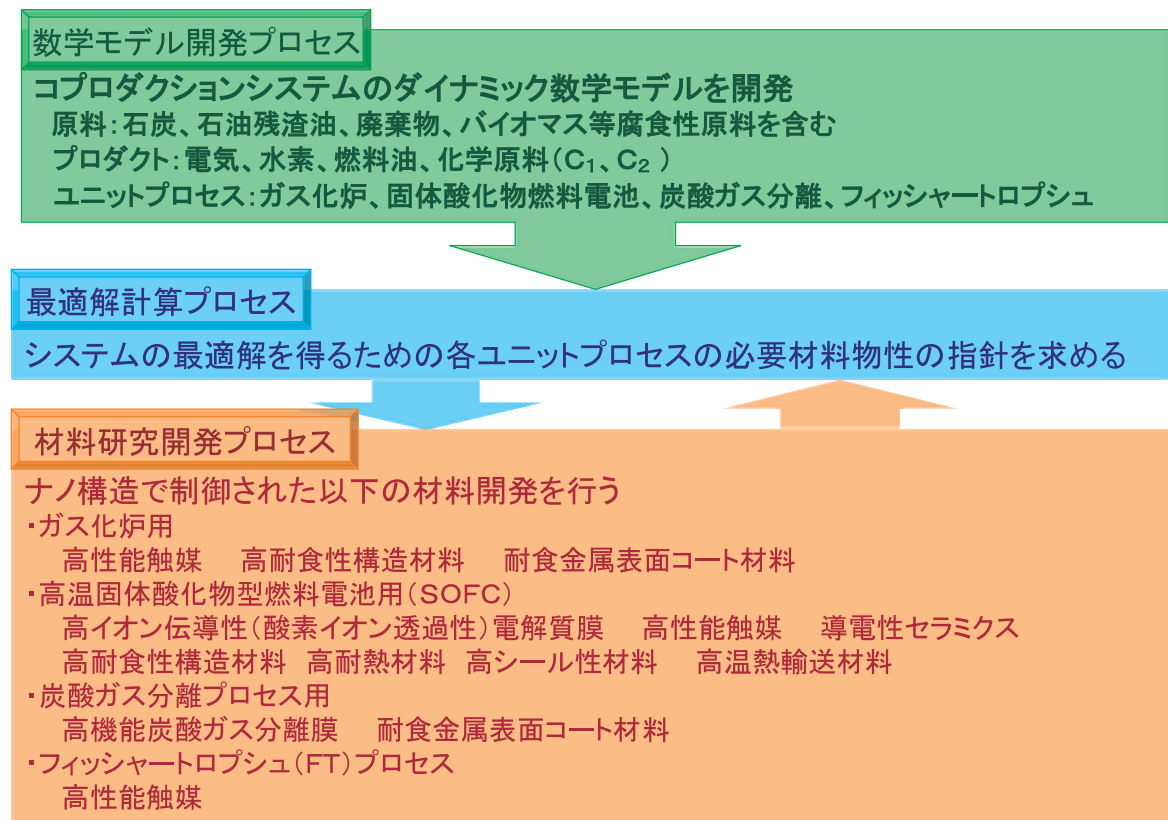 数学モデル開発プロセス
コプロダクションシステムのダイナミック数学モデルを開発
原料：石炭、石油残渣油、廃棄物、バイオマス等腐食性原料を含む
プロダクト：電気、水素、燃料油、化学原料（C₁、C₂ ）
ユニットプロセス：ガス化炉、固体酸化物燃料電池、炭酸ガス分離、フィッシャートロプシュ
最適解計算プロセス
システムの最適解を得るための各ユニットプロセスの必要材料物性の指針を求める
材料研究開発プロセス
ナノ構造で制御された以下の材料開発を行う
・ガス化炉用
高性能触媒　高耐食性構造材料　耐食金属表面コート材料
・高温固体酸化物型燃料電池用（SOFC）
高イオン伝導性（酸素イオン透過性）電解質膜　高性能触媒　導電性セラミクス
高耐食性構造材料　高耐熱材料　高シール性材料　高温熱輸送材料
・炭酸ガス分離プロセス用
高機能炭酸ガス分離膜　耐食金属表面コート材料
・フィッシャートロプシュ（FT）プロセス
高性能触媒